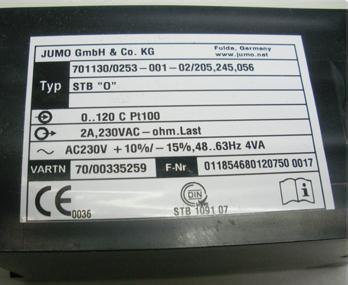 JUMO GmbH & Co. KG
Fulda, Germany
www.jumo.net
Typ
701130/0253-001-02/205,245,056
STB "O"
0..120 C Pt100
2A,230VAC-ohm.Last
AC230V +10%/-15%,48..63Hz 4VA
VARTN 70/00335259 F-Nr 0118546801207500017
CE 0036
DIN
STB 1091 07
i